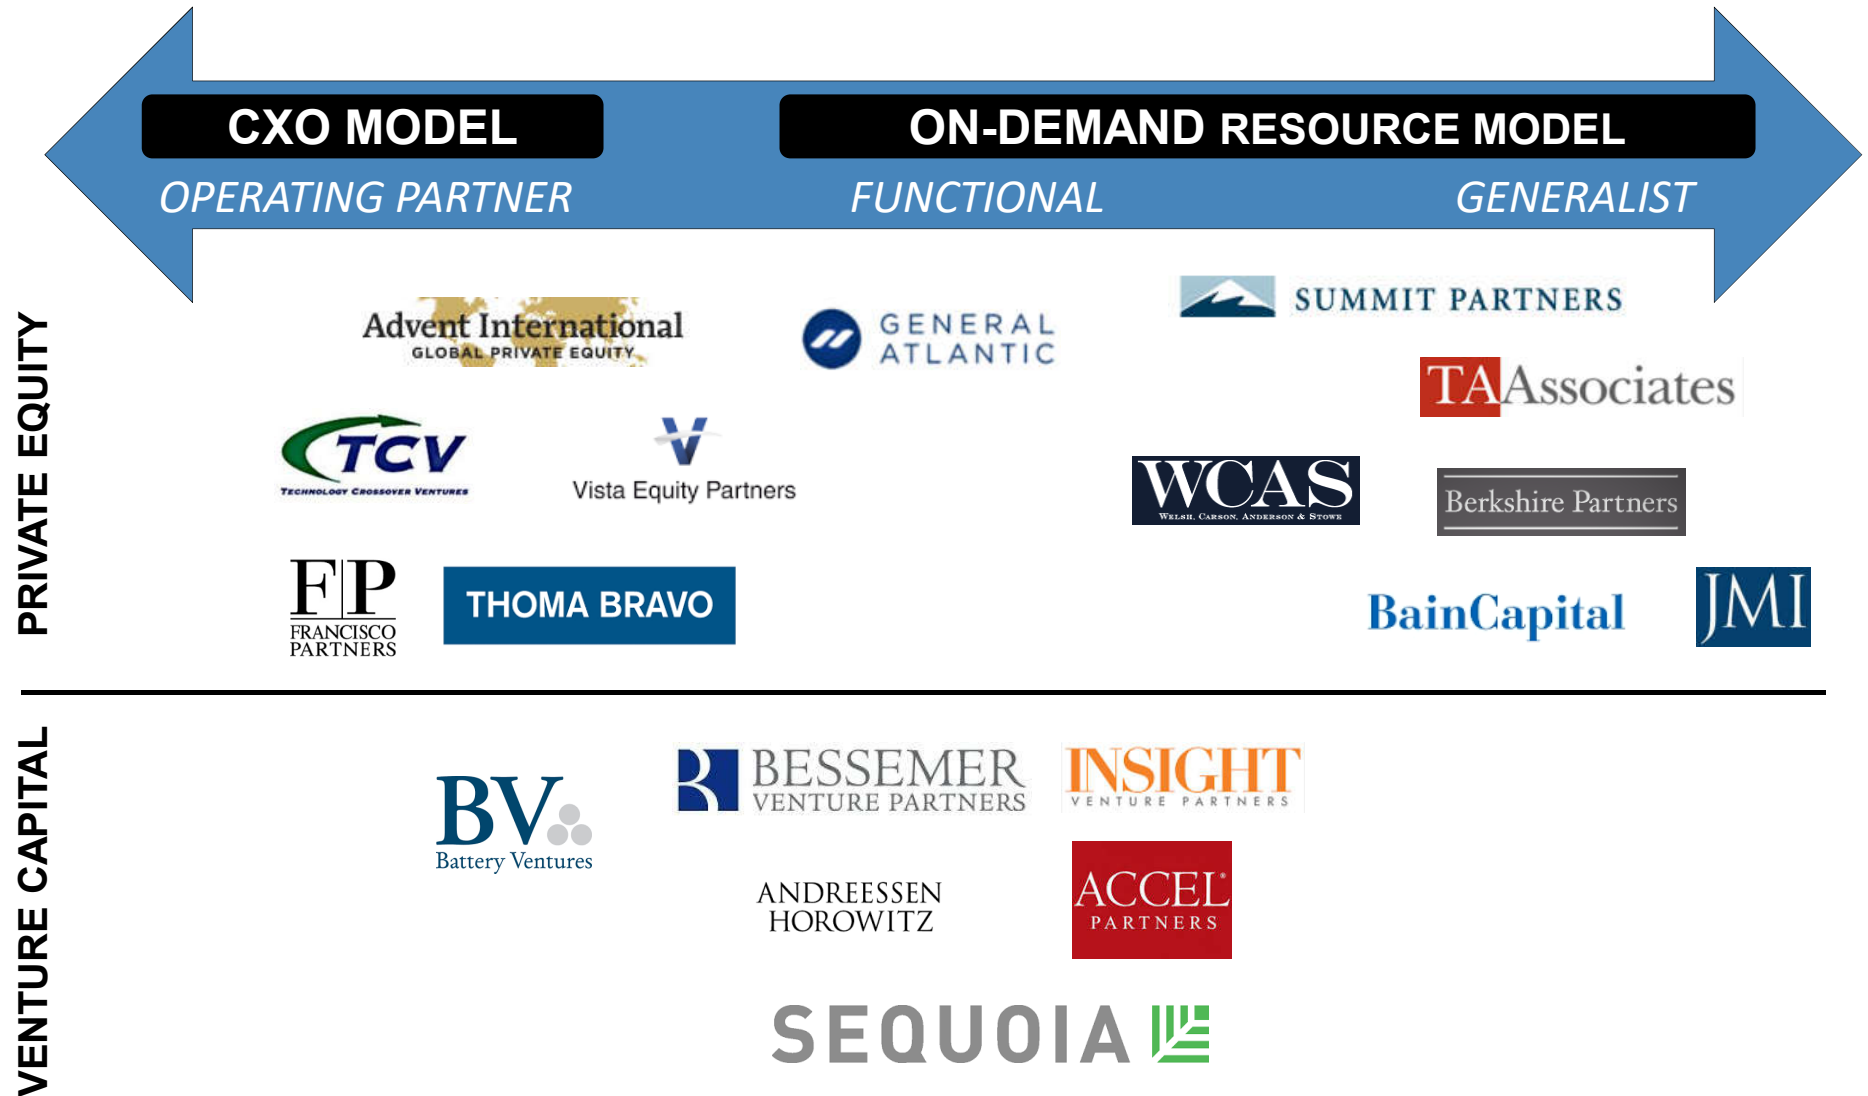 CXO MODEL
ON-DEMAND RESOURCE MODEL
OPERATING PARTNER
FUNCTIONAL
GENERALIST
PRIVATE EQUITY
Advent International
GLOBAL PRIVATE EQUITY
GENERAL
ATLANTIC
SUMMIT PARTNERS
TA Associates
TCV
TECHNOLOGY CROSSOVER VENTURES
V
Vista Equity Partners
WCAS
WELSH, CARSON, ANDERSON & STOWE
Berkshire Partners
F|P
FRANCISCO
PARTNERS
THOMA BRAVO
BainCapital
JMI
VENTURE CAPITAL
BV
Battery Ventures
BESSEMER
VENTURE PARTNERS
INSIGHT
VENTURE PARTNERS
ANDREESSEN
HOROWITZ
ACCEL®
PARTNERS
SEQUOIA